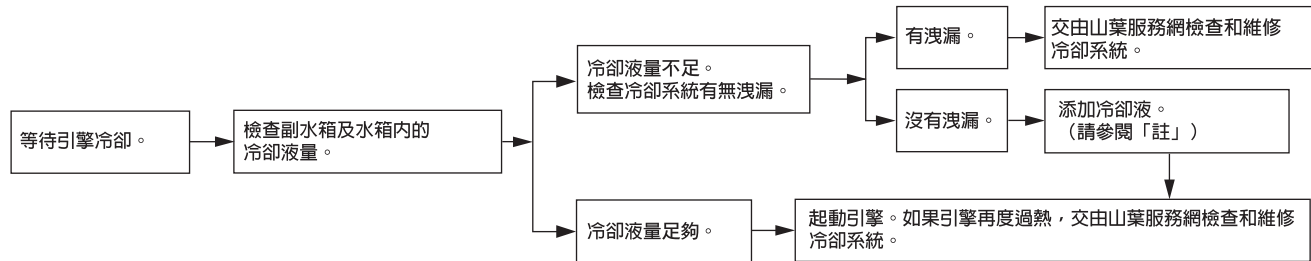 等待引擎冷卻。
檢查副水箱及水箱內的
冷卻液量。
冷卻液量不足。
檢查冷卻系統有無洩漏。
有洩漏。
交由山葉服務網檢查和維修
冷卻系統。
沒有洩漏。
添加冷卻液。
（請參閱「註」）
冷卻液量足夠。
起動引擎。如果引擎再度過熱，交由山葉服務網檢查和維修
冷卻系統。